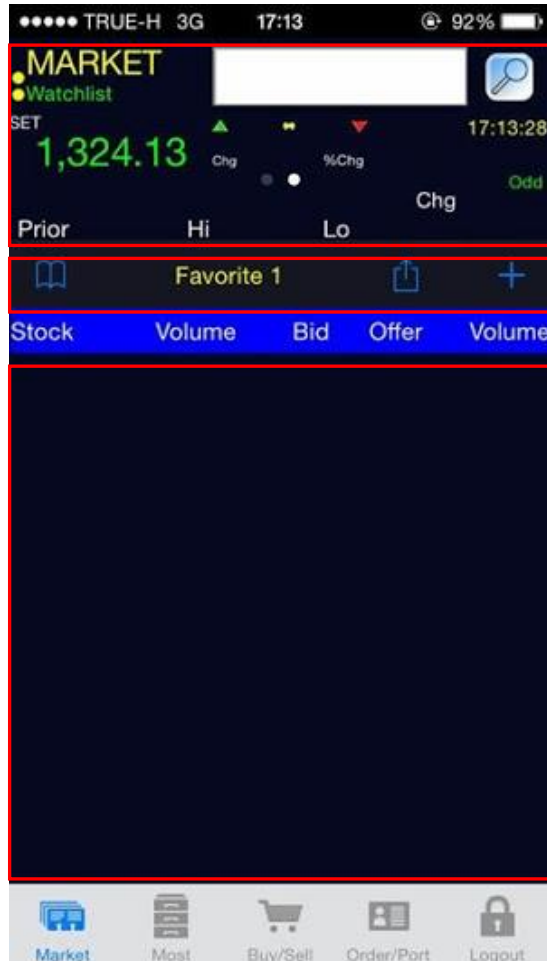 TRUE-H 3G 17:13 92%
MARKET
Watchlist
SET 17:13:28
1,324.13 Chg %Chg
Odd
Chg
Prior Hi Lo
Favorite 1
Stock Volume Bid Offer Volume
Market Most Buy/Sell Order/Port Logout